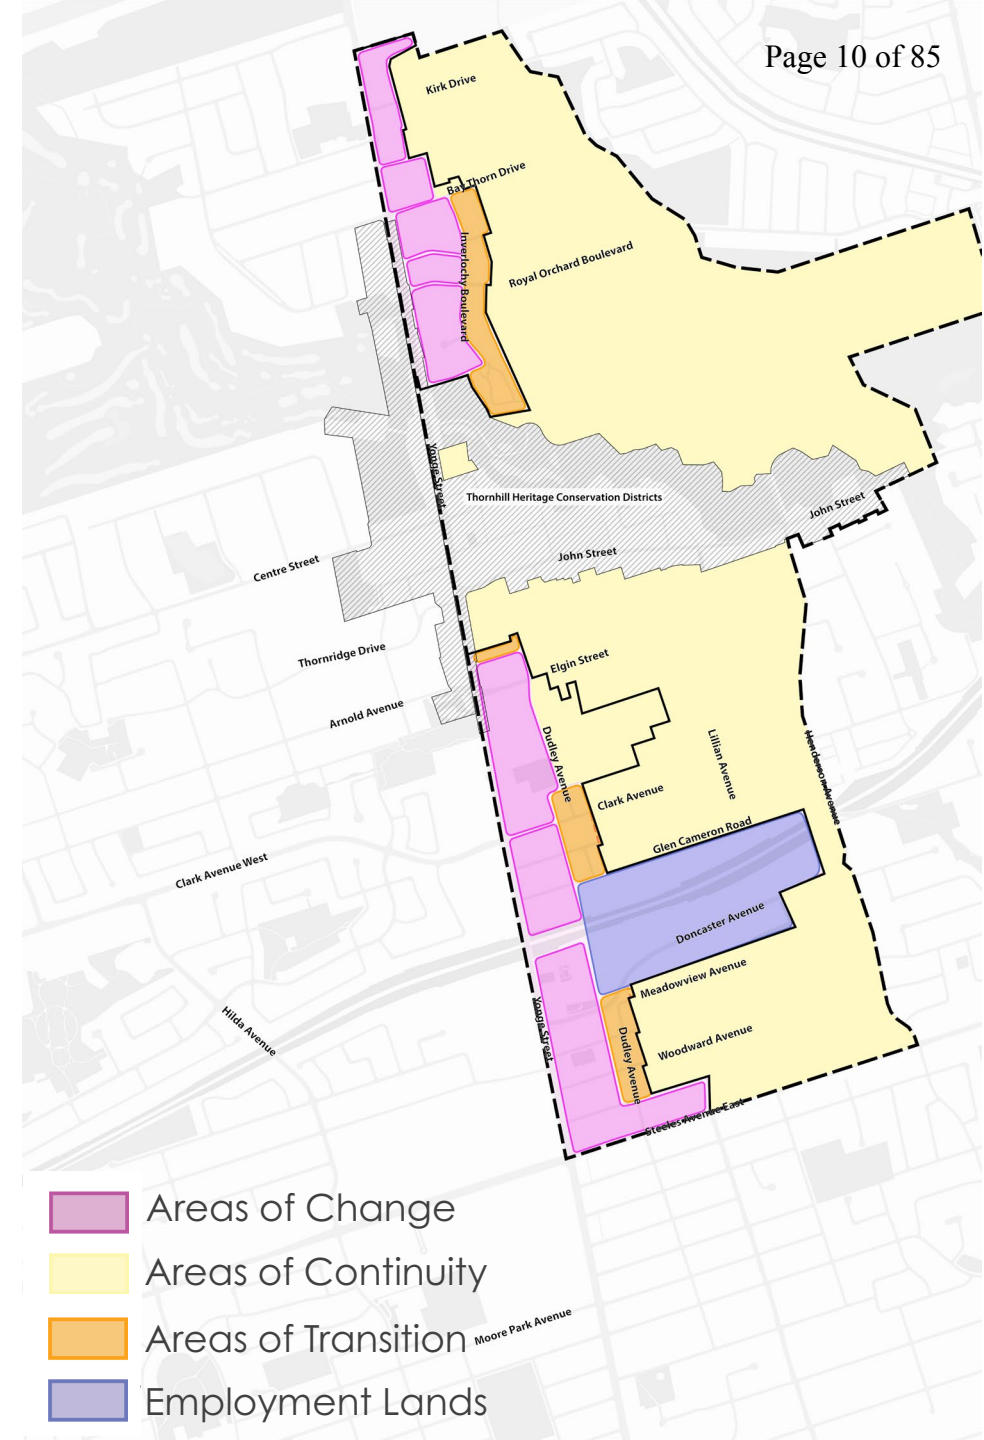 Page 10 of 85
Kirk Drive
Bay Thorn Drive
Inverlochy Boulevard
Royal Orchard Boulevard
Yonge Street
Thornhill Heritage Conservation Districts
John Street
John Street
Centre Street
Thornridge Drive
Elgin Street
Arnold Avenue
Dudley Avenue
Lillian Avenue
Henderson Avenue
Clark Avenue
Glen Cameron Road
Clark Avenue West
Doncaster Avenue
Meadowview Avenue
Hilda Avenue
Yonge Street
Dudley Avenue
Woodward Avenue
Steeles Avenue East
Areas of Change
Areas of Continuity
Areas of Transition
Moore Park Avenue
Employment Lands